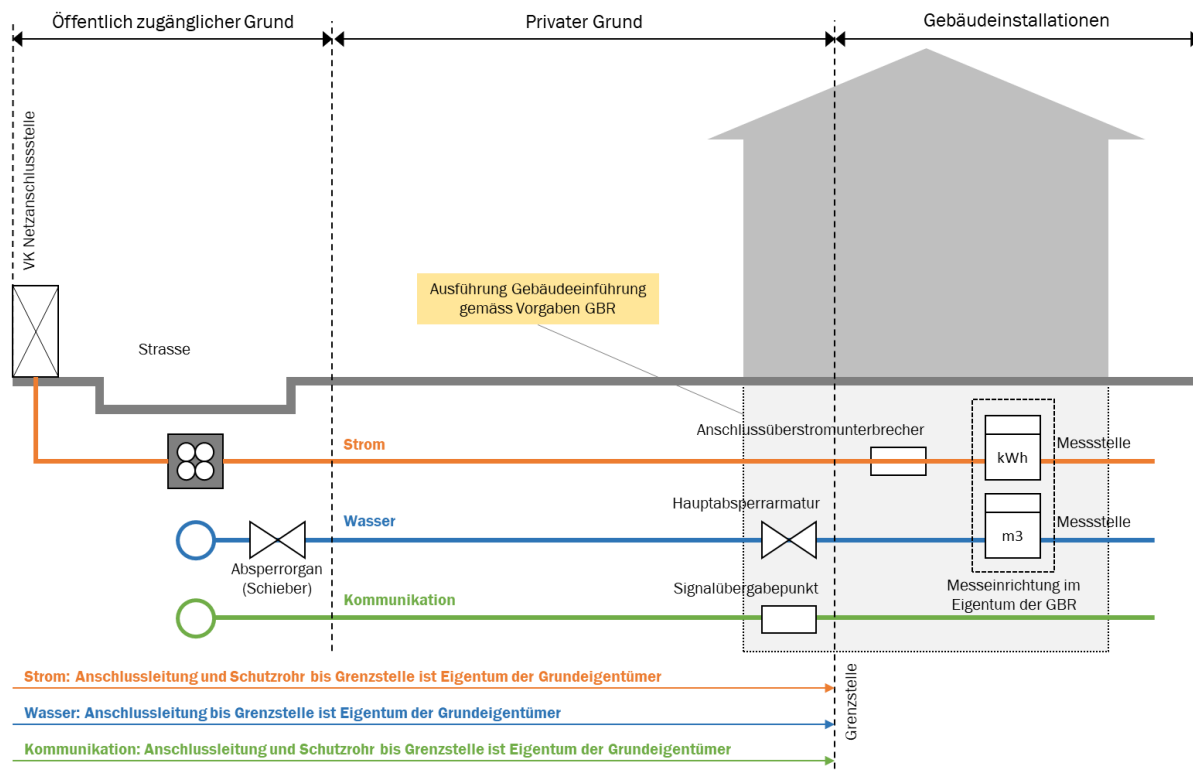 Öffentlich zugänglicher Grund
Privater Grund
Gebäudeinstallationen
VK Netzanschlussstelle
Ausführung Gebäudeeinführung
gemäss Vorgaben GBR
Strasse
Anschlussüberstromunterbrecher
Strom
kWh
Messstelle
Hauptabsperrarmatur
Wasser
m3
Messstelle
Absperrorgan
(Schieber)
Signalübergabepunkt
Messeinrichtung im
Eigentum der GBR
Kommunikation
Strom: Anschlussleitung und Schutzrohr bis Grenzstelle ist Eigentum der Grundeigentümer
Wasser: Anschlussleitung bis Grenzstelle ist Eigentum der Grundeigentümer
Kommunikation: Anschlussleitung und Schutzrohr bis Grenzstelle ist Eigentum der Grundeigentümer
Grenzstelle